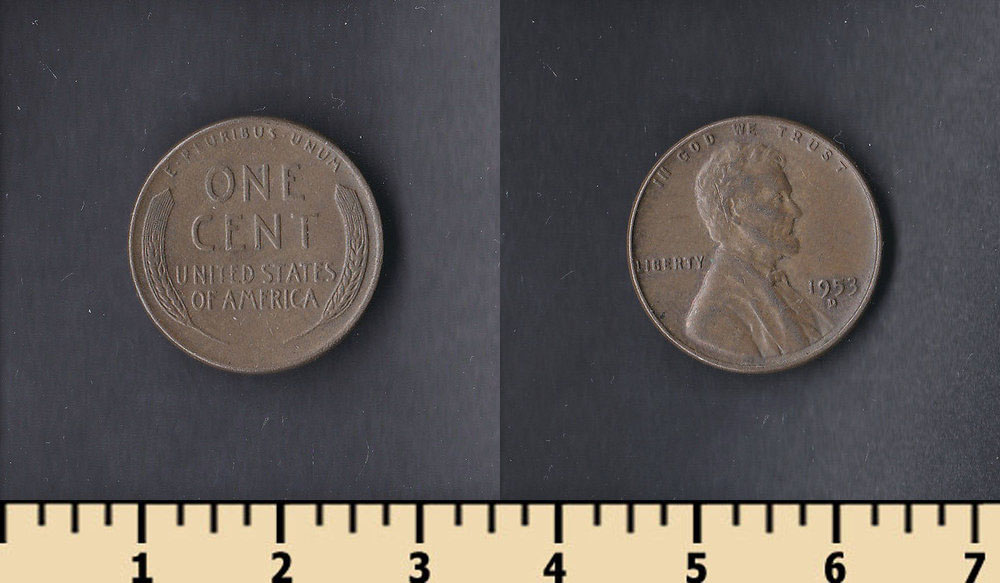 E·PLURIBUS·UNUM
ONE
CENT
UNITED STATES
OF AMERICA
IN GOD WE TRUST
LIBERTY
1953
D
1 2 3 4 5 6 7